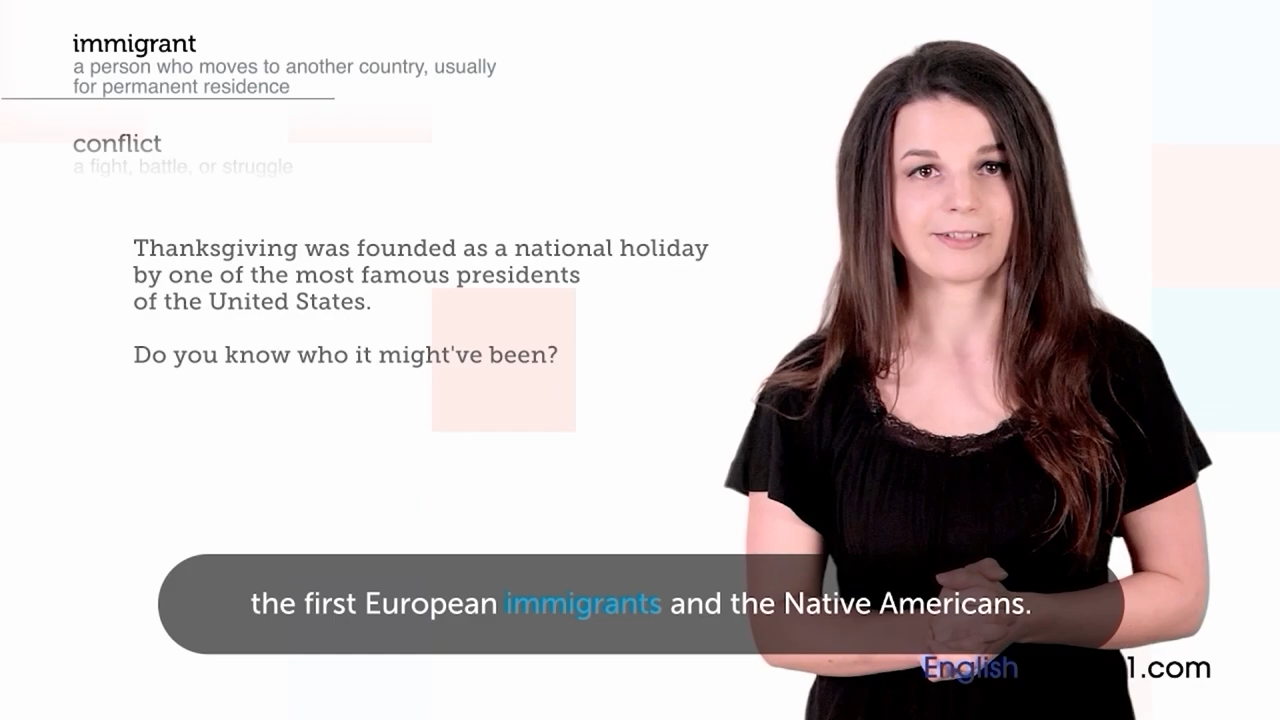 immigrant
a person who moves to another country, usually
for permanent residence
conflict
a fight, battle, or struggle
Thanksgiving was founded as a national holiday
by one of the most famous presidents
of the United States.
Do you know who it might've been?
the first European immigrants and the Native Americans.
English 1.com